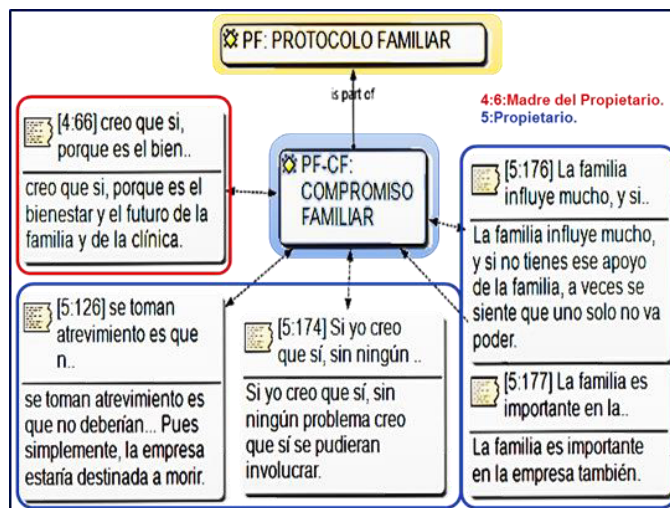 PF: PROTOCOLO FAMILIAR
is part of
4:6:Madre del Propietario.
5:Propietario.
[4:66] creo que si,
porque es el bien..
creo que si, porque es el
bienestar y el futuro de la
familia y de la clínica.
PF-CF:
COMPROMISO
FAMILIAR
[5:176] La familia
influye mucho, y si..
La familia influye mucho,
y si no tienes ese apoyo
de la familia, a veces se
siente que uno solo no va
poder.
[5:126] se toman
atrevimiento es que
n..
se toman atrevimiento es
que no deberían... Pues
simplemente, la empresa
estaría destinada a morir.
[5:174] Si yo creo
que sí, sin ningún ..
Si yo creo que sí, sin
ningún problema creo
que sí se pudieran
involucrar.
[5:177] La familia es
importante en la..
La familia es importante
en la empresa también.